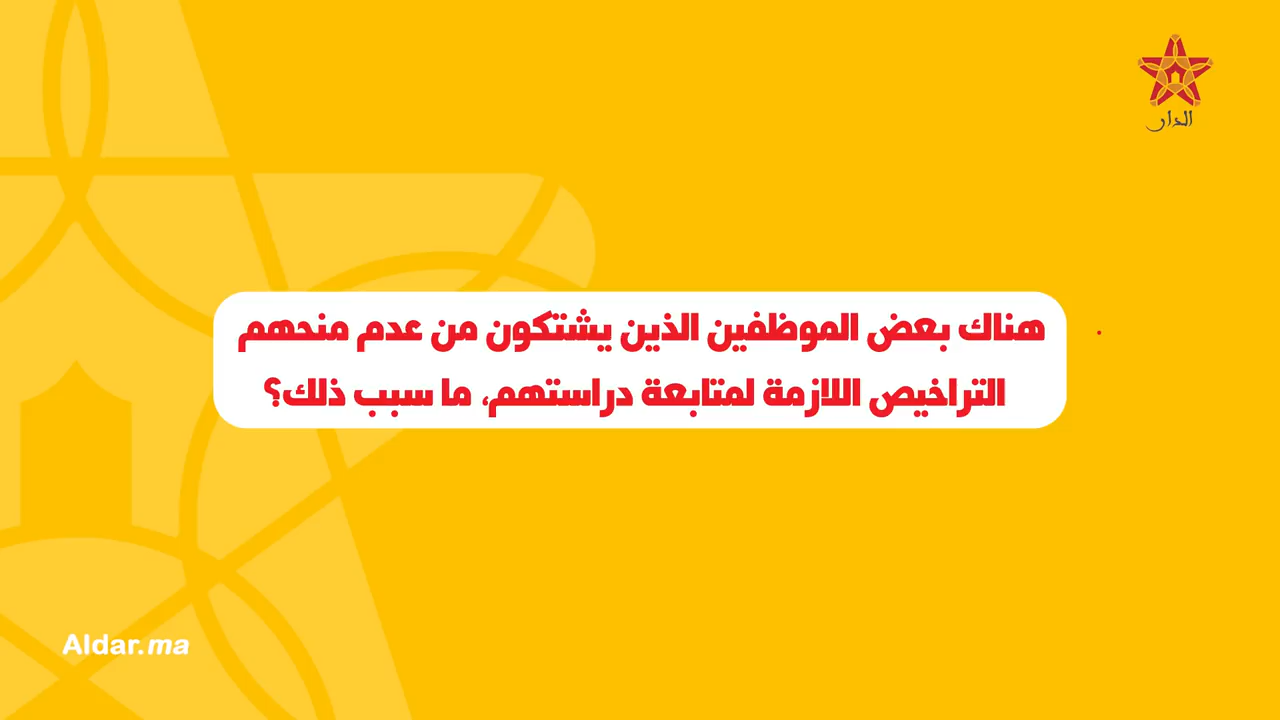 الدار
هناك بعض الموظفين الذين يشتكون من عدم منحهم
التراخيص اللازمة لمتابعة دراستهم، ما سبب ذلك؟
Aldar.ma